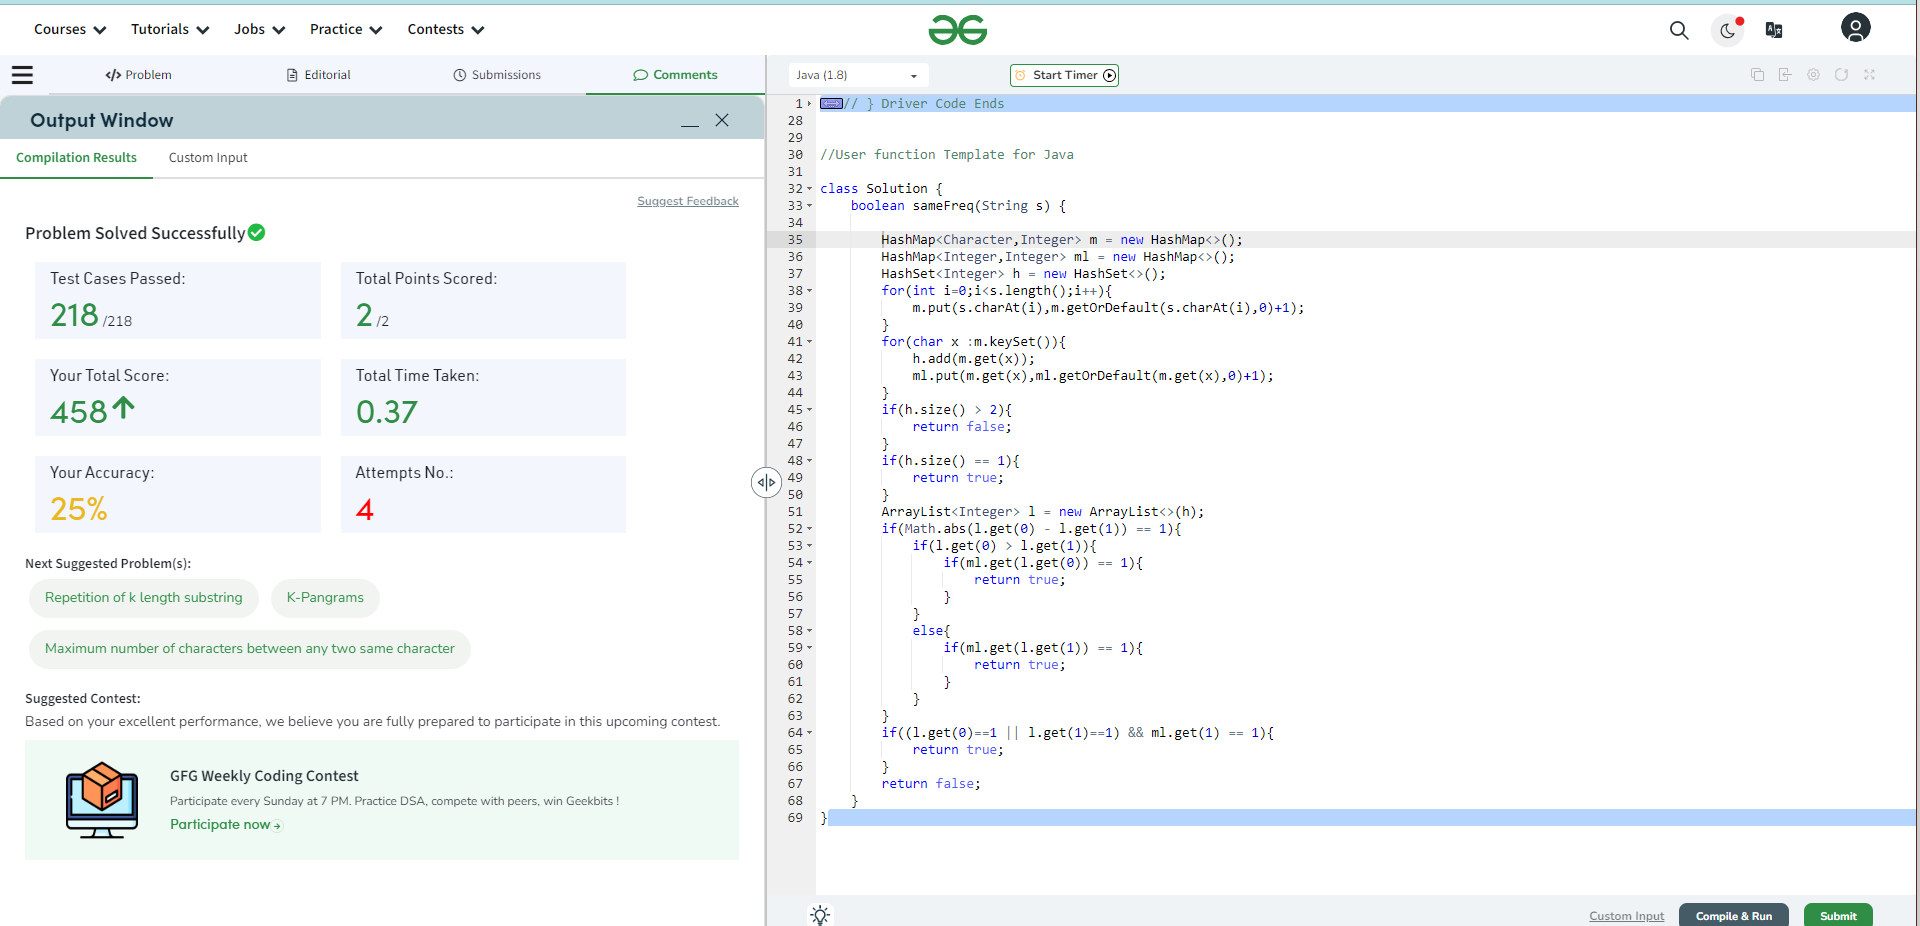 Courses Tutorials Jobs Practice Contests
</> Problem Editorial Submissions Comments
Output Window
Compilation Results Custom Input
Suggest Feedback
Problem Solved Successfully
Test Cases Passed:
218 /218
Total Points Scored:
2 /2
Your Total Score:
458
Total Time Taken:
0.37
Your Accuracy:
25%
Attempts No.:
4
Next Suggested Problem(s):
Repetition of k length substring
K-Pangrams
Maximum number of characters between any two same character
Suggested Contest:
Based on your excellent performance, we believe you are fully prepared to participate in this upcoming contest.
GFG Weekly Coding Contest
Participate every Sunday at 7 PM. Practice DSA, compete with peers, win Geekbits !
Participate now
Java (1.8)
Start Timer
1 // } Driver Code Ends
28
29
30 //User function Template for Java
31
32 class Solution {
33     boolean sameFreq(String s) {
34
35         HashMap<Character,Integer> m = new HashMap<>();
36         HashMap<Integer,Integer> ml = new HashMap<>();
37         HashSet<Integer> h = new HashSet<>();
38         for(int i=0;i<s.length();i++){
39             m.put(s.charAt(i),m.getOrDefault(s.charAt(i),0)+1);
40         }
41         for(char x :m.keySet()){
42             h.add(m.get(x));
43             ml.put(m.get(x),ml.getOrDefault(m.get(x),0)+1);
44         }
45         if(h.size() > 2){
46             return false;
47         }
48         if(h.size() == 1){
49             return true;
50         }
51         ArrayList<Integer> l = new ArrayList<>(h);
52         if(Math.abs(l.get(0) - l.get(1)) == 1){
53             if(l.get(0) > l.get(1)){
54                 if(ml.get(l.get(0)) == 1){
55                     return true;
56                 }
57             }
58             else{
59                 if(ml.get(l.get(1)) == 1){
60                     return true;
61                 }
62             }
63         }
64         if((l.get(0)==1 || l.get(1)==1) && ml.get(1) == 1){
65             return true;
66         }
67         return false;
68     }
69 }
Custom Input Compile & Run Submit